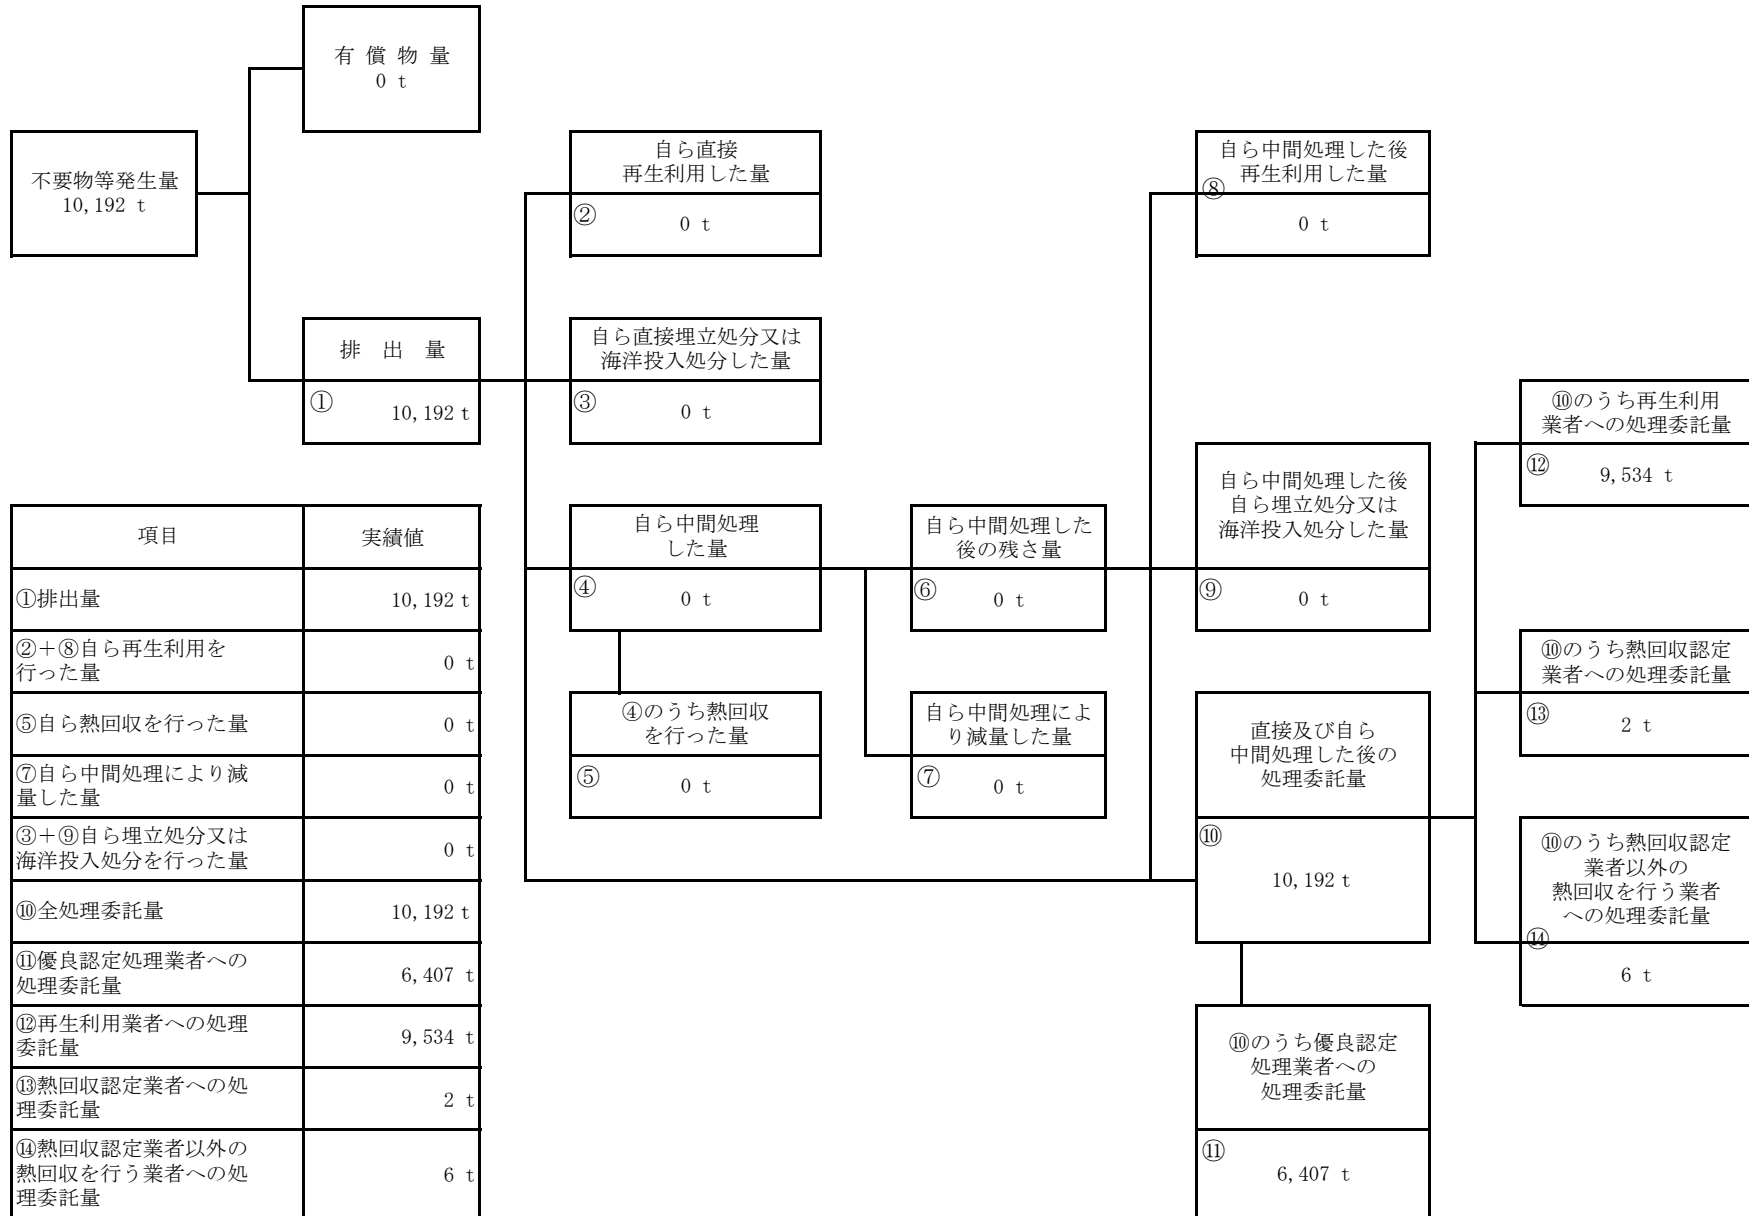 有償物量
0 t
不要物等発生量
10,192 t
排出量
①
10,192 t
自ら直接
再生利用した量
②
0 t
自ら直接埋立処分又は
海洋投入処分した量
③
0 t
自ら中間処理
した量
④
0 t
④のうち熱回収
を行った量
⑤
0 t
自ら中間処理した
後の残さ量
⑥
0 t
自ら中間処理によ
り減量した量
⑦
0 t
自ら中間処理した後
再生利用した量
⑧
0 t
自ら中間処理した後
自ら埋立処分又は
海洋投入処分した量
⑨
0 t
直接及び自ら
中間処理した後の
処理委託量
⑩
10,192 t
⑩のうち優良認定
処理業者への
処理委託量
⑪
6,407 t
⑩のうち再生利用
業者への処理委託量
⑫
9,534 t
⑩のうち熱回収認定
業者への処理委託量
⑬
2 t
⑩のうち熱回収認定
業者以外の
熱回収を行う業者
への処理委託量
⑭
6 t
項目 実績値
①排出量 10,192 t
②+⑧自ら再生利用を
行った量
0 t
⑤自ら熱回収を行った量 0 t
⑦自ら中間処理により減
量した量
0 t
③+⑨自ら埋立処分又は
海洋投入処分を行った量
0 t
⑩全処理委託量 10,192 t
⑪優良認定処理業者への
処理委託量
6,407 t
⑫再生利用業者への処理
委託量
9,534 t
⑬熱回収認定業者への処
理委託量
2 t
⑭熱回収認定業者以外の
熱回収を行う業者への処
理委託量
6 t